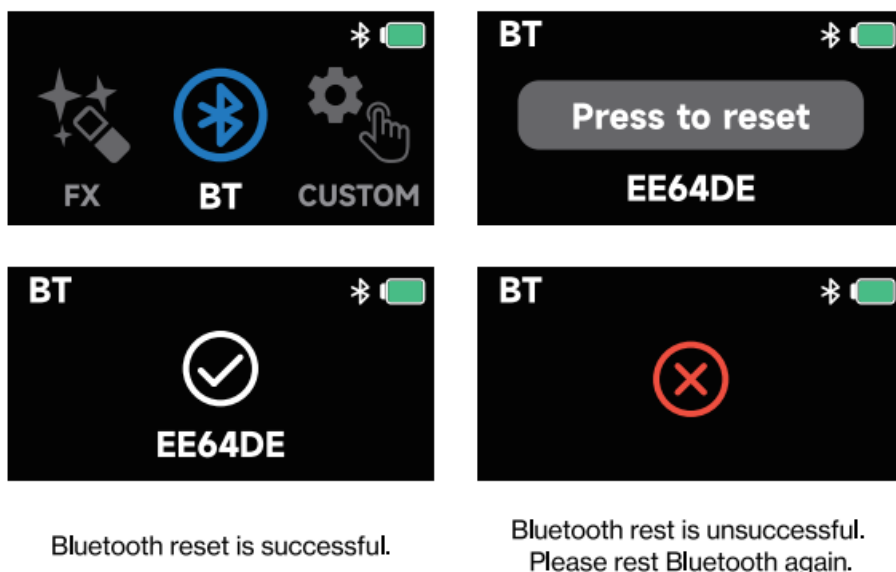 FX
BT
CUSTOM
BT
Press to reset
EE64DE
BT
EE64DE
BT
Bluetooth reset is successful.
Bluetooth rest is unsuccessful.
Please rest Bluetooth again.